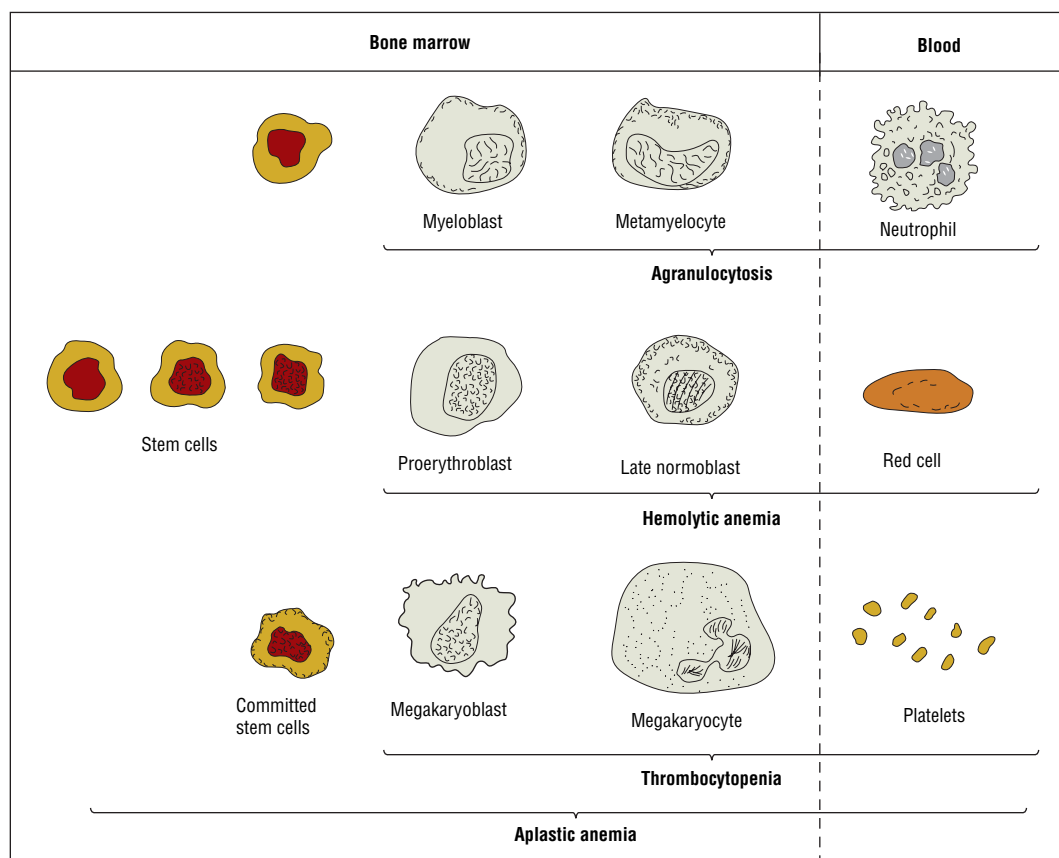 Bone marrow
Blood
Myeloblast
Metamyelocyte
Neutrophil
Agranulocytosis
Stem cells
Proerythroblast
Late normoblast
Red cell
Hemolytic anemia
Committed
stem cells
Megakaryoblast
Megakaryocyte
Platelets
Thrombocytopenia
Aplastic anemia